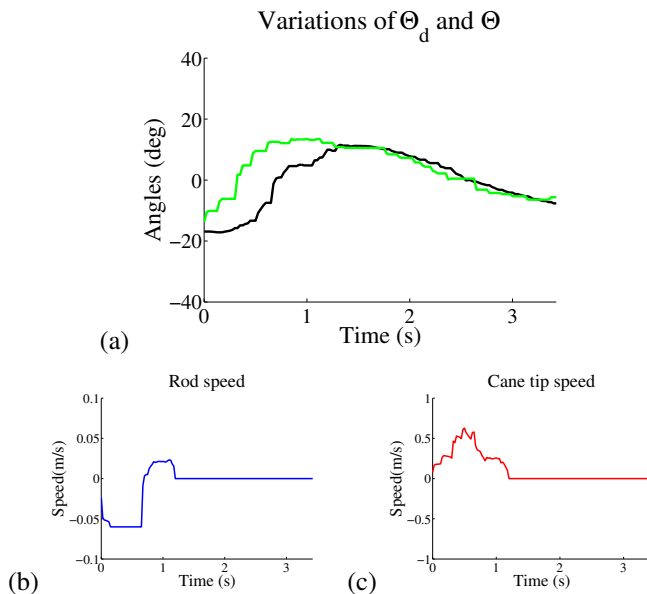 Variations of Θd and Θ
40
20
0
−20
−40
Angles (deg)
0 1 2 3
Time (s)
(a)
Rod speed
0.1
0.05
0
−0.05
−0.1
Speed(m/s)
0 1 2 3
Time (s)
(b)
Cane tip speed
1
0.5
0
−0.5
−1
Speed(m/s)
0 1 2 3
Time (s)
(c)